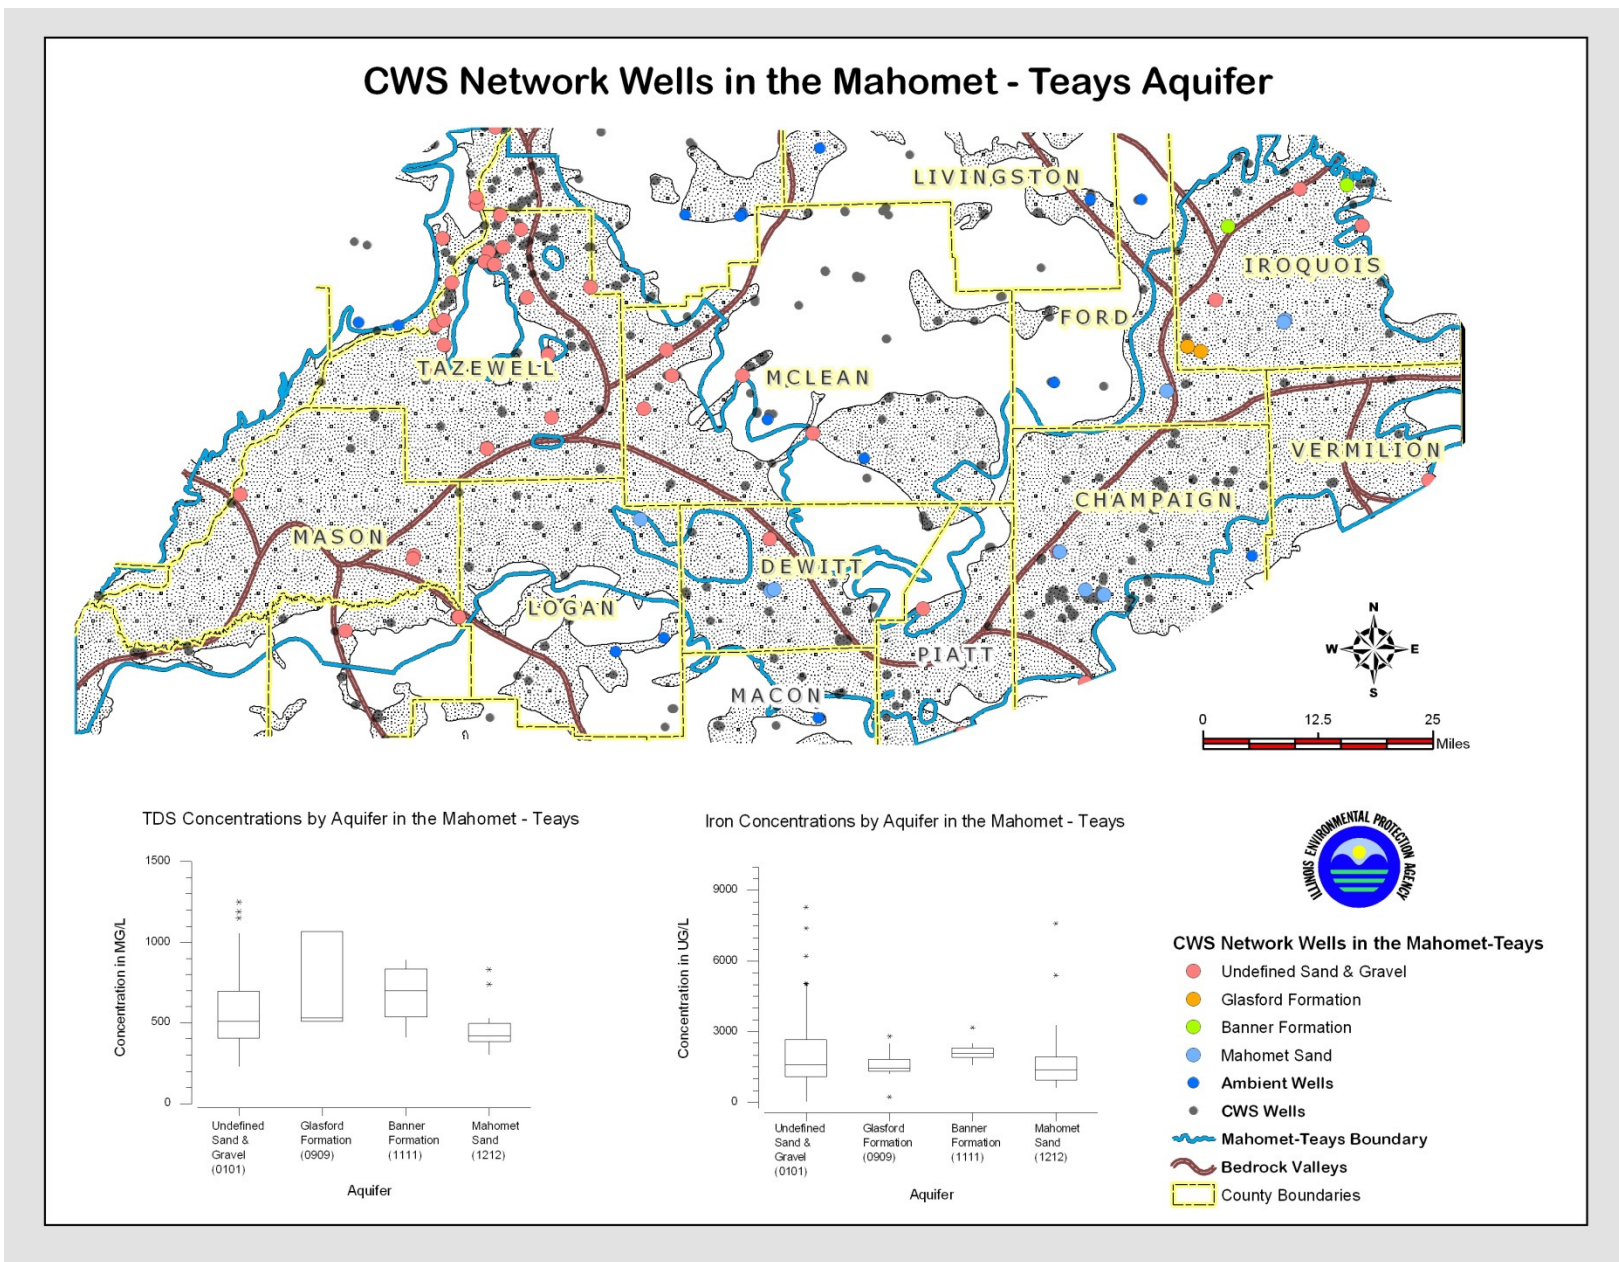 CWS Network Wells in the Mahomet - Teays Aquifer
LIVINGSTON
IROQUOIS
FORD
TAZEWELL
MCLEAN
VERMILION
CHAMPAIGN
MASON
DEWITT
LOGAN
PIATT
MACON
N
W E
S
0 12.5 25
Miles
TDS Concentrations by Aquifer in the Mahomet - Teays
Concentration in MG/L
1500
1000
500
0
Undefined
Sand &
Gravel
(0101)
Glasford
Formation
(0909)
Banner
Formation
(1111)
Mahomet
Sand
(1212)
Aquifer
Iron Concentrations by Aquifer in the Mahomet - Teays
Concentration in UG/L
9000
6000
3000
0
Undefined
Sand &
Gravel
(0101)
Glasford
Formation
(0909)
Banner
Formation
(1111)
Mahomet
Sand
(1212)
Aquifer
ILLINOIS ENVIRONMENTAL PROTECTION AGENCY
CWS Network Wells in the Mahomet-Teays
Undefined Sand & Gravel
Glasford Formation
Banner Formation
Mahomet Sand
Ambient Wells
CWS Wells
Mahomet-Teays Boundary
Bedrock Valleys
County Boundaries